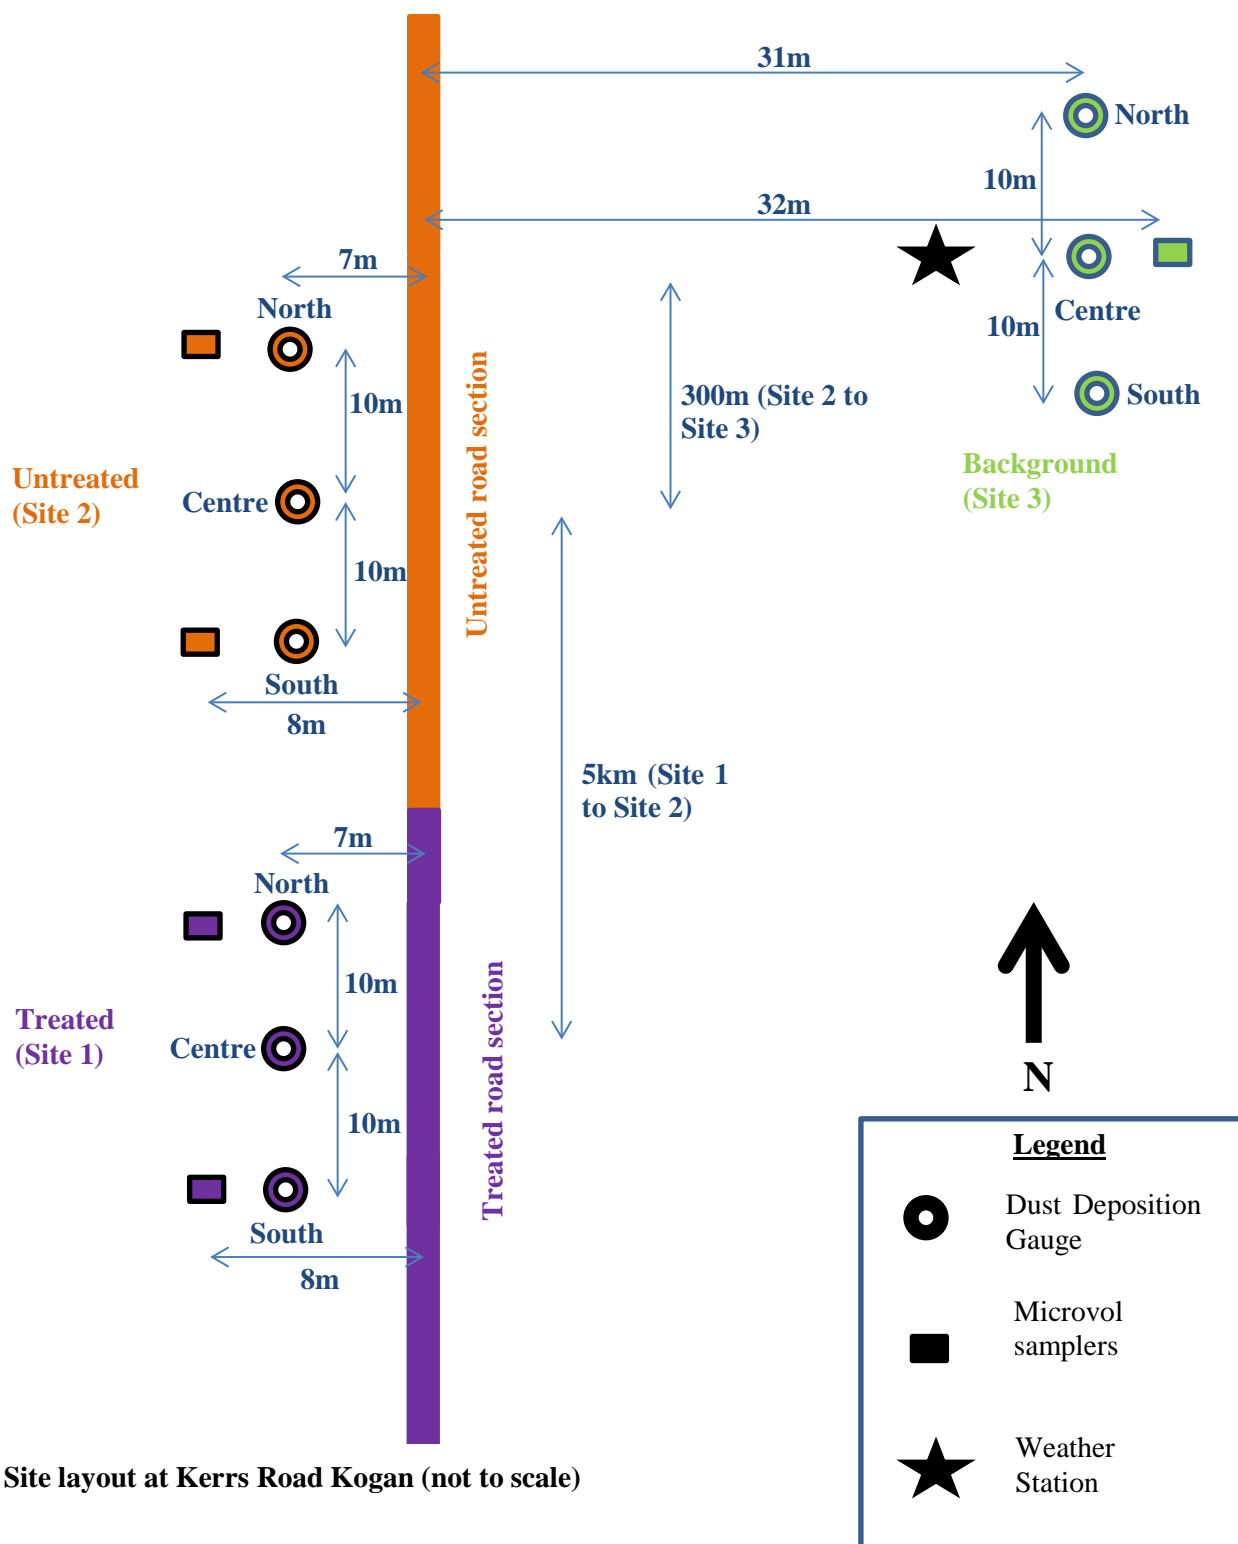 31m
North
10m
32m
7m
North
Centre
10m
10m
300m (Site 2 to
Site 3)
South
Untreated road section
Background
(Site 3)
Untreated
(Site 2)
Centre
10m
South
8m
5km (Site 1
to Site 2)
7m
North
10m
Treated road section
Treated
(Site 1)
Centre
10m
South
8m
N
Legend
Dust Deposition
Gauge
Microvol
samplers
Weather
Station
Site layout at Kerrs Road Kogan (not to scale)